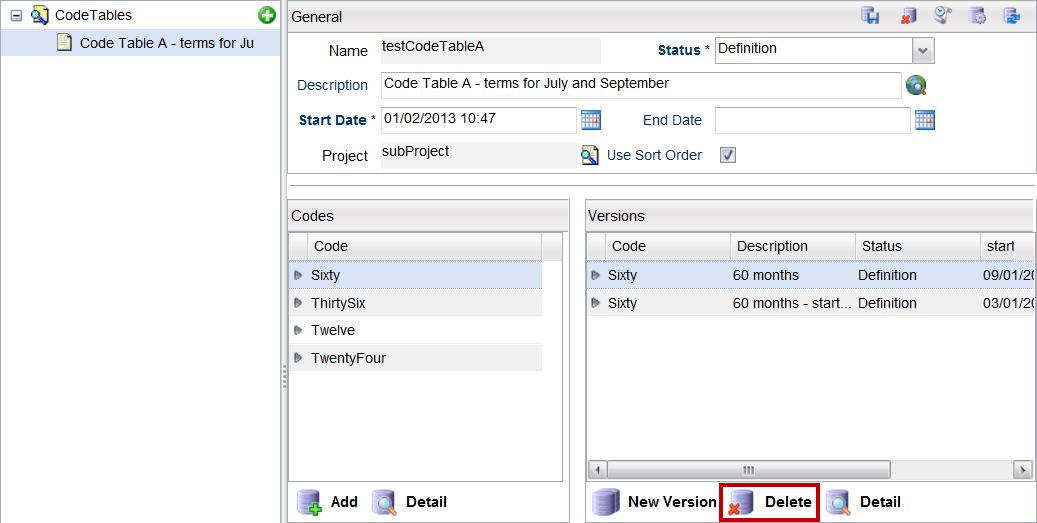 CodeTables
Code Table A - terms for Ju
General
Name testCodeTableA Status * Definition
Description Code Table A - terms for July and September
Start Date * 01/02/2013 10:47 End Date
Project subProject Use Sort Order
Codes
Code
Sixty
ThirtySix
Twelve
TwentyFour
Add Detail
Versions
Code Description Status start
Sixty 60 months Definition 09/01/20
Sixty 60 months - start... Definition 03/01/20
New Version Delete Detail